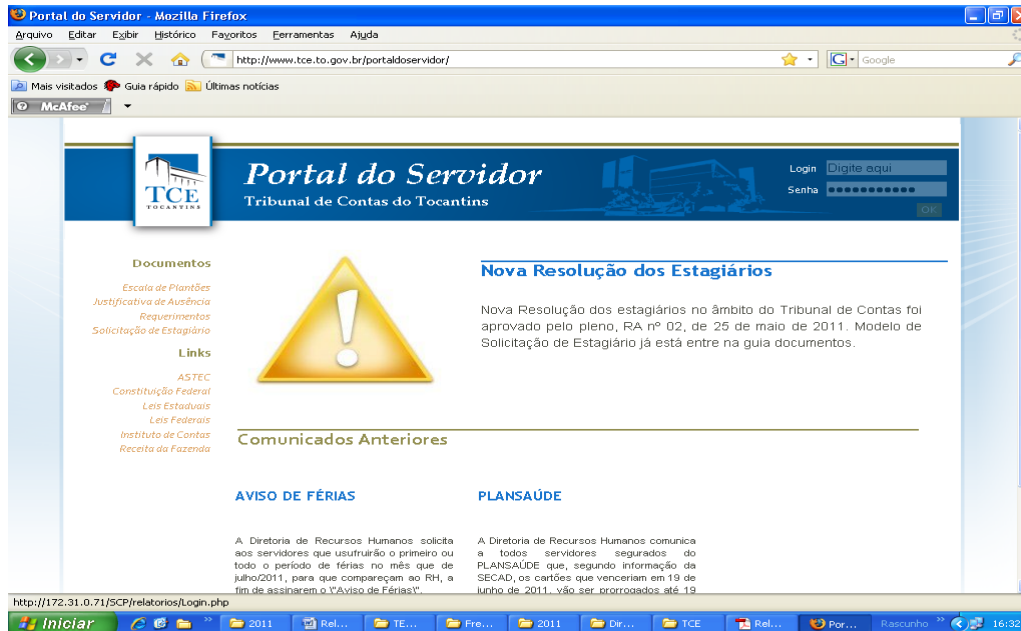 Portal do Servidor - Mozilla Firefox
Arquivo Editar Exibir Histórico Favoritos Ferramentas Ajuda
http://www.tce.to.gov.br/portaldoservidor/
G Google
Mais visitados Guia rápido Últimas notícias
McAfee
TCE
TOCANTINS
Portal do Servidor
Tribunal de Contas do Tocantins
Login Digite aqui
Senha
OK
Documentos
Escala de Plantões
Justificativa de Ausência
Requerimentos
Solicitação de Estagiário
Links
ASTEC
Constituição Federal
Leis Estaduais
Leis Federais
Instituto de Contas
Receita da Fazenda
Nova Resolução dos Estagiários
Nova Resolução dos estagiários no âmbito do Tribunal de Contas foi
aprovado pelo pleno, RA nº 02, de 25 de maio de 2011. Modelo de
Solicitação de Estagiário já está entre na guia documentos.
Comunicados Anteriores
AVISO DE FÉRIAS
A Diretoria de Recursos Humanos solicita
aos servidores que usufruirão o primeiro ou
todo o período de férias no mês que de
julho/2011, para que compareçam ao RH, a
fim de assinarem o \"Aviso de Férias\".
PLANSAÚDE
A Diretoria de Recursos Humanos comunica
a todos servidores segurados do
PLANSAÚDE que, segundo informação da
SECAD, os cartões que venceriam em 19 de
junho de 2011, vão ser prorrogados até 19
http://172.31.0.71/SCP/relatorios/Login.php
Iniciar 2011 Rel... TE... Fre... 2011 Dir... TCE Rel... Por... Rascunho 16:32